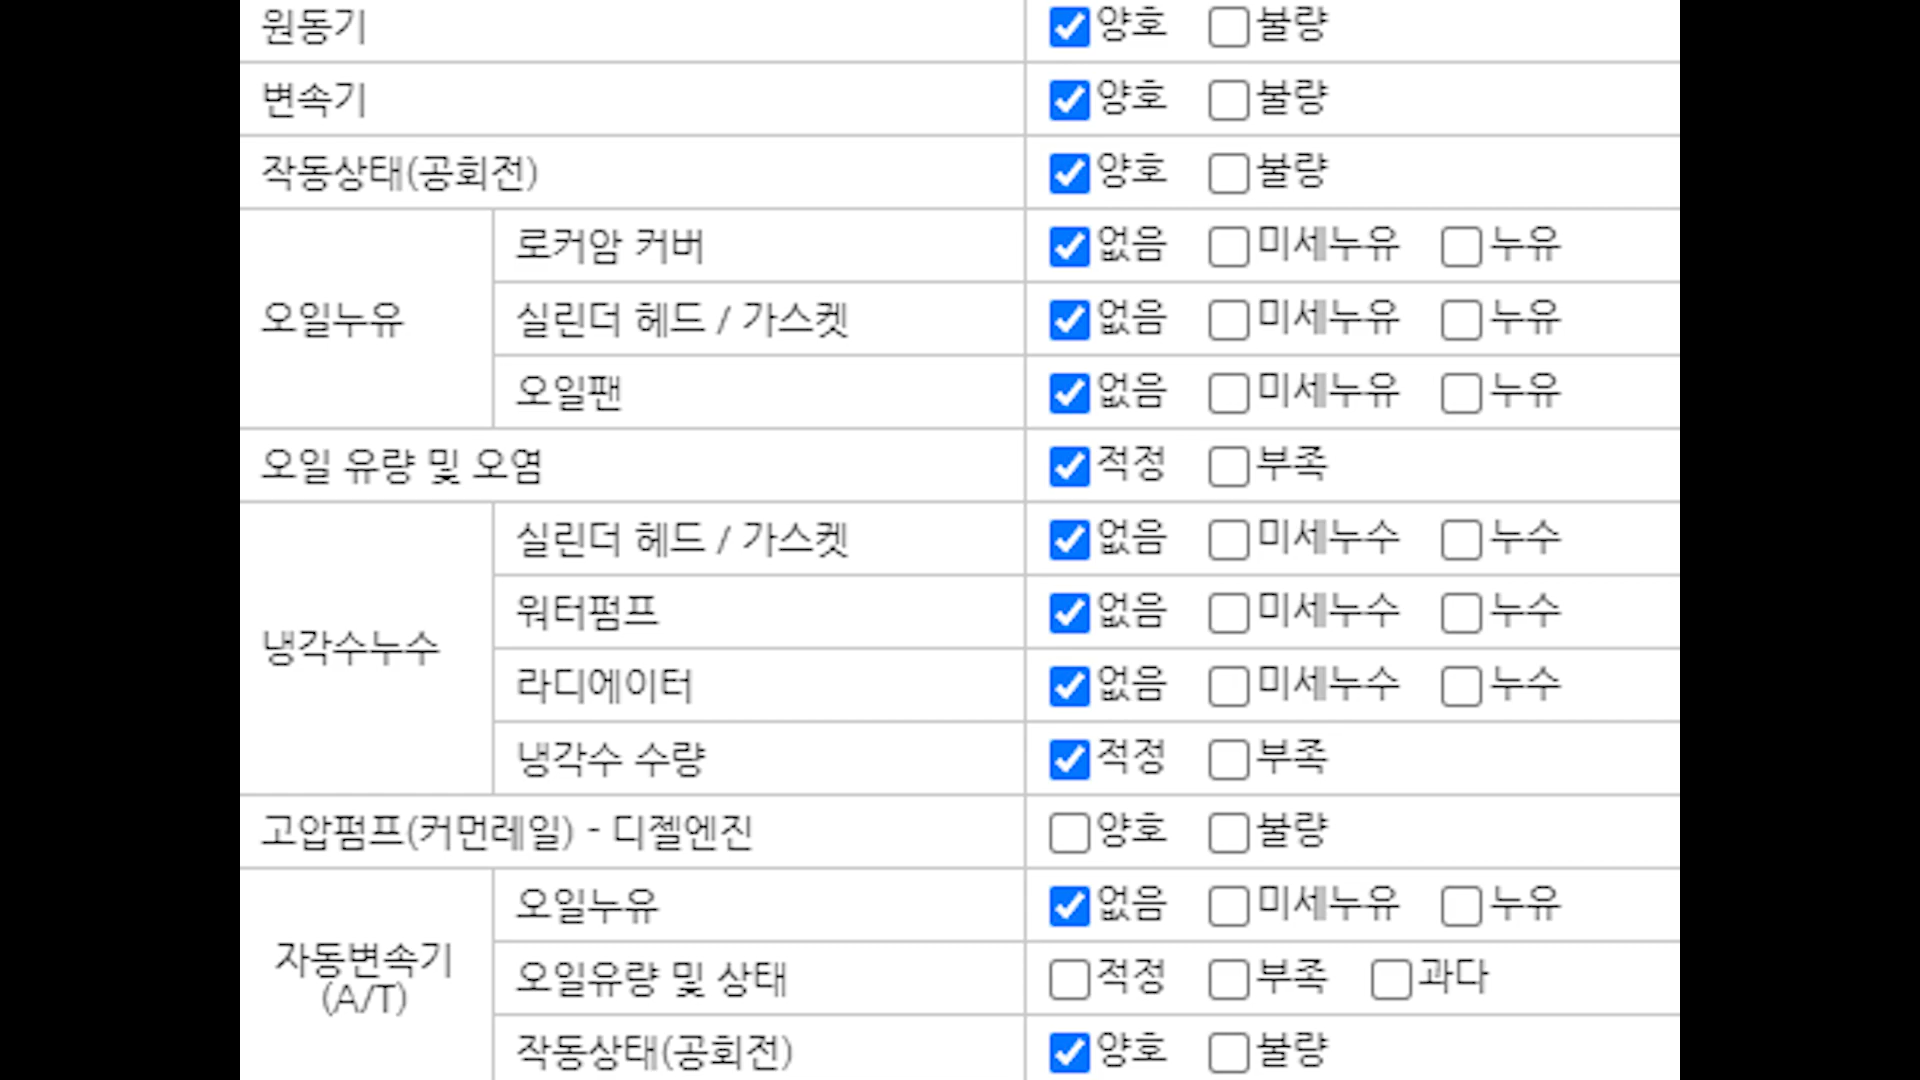 원동기 양호 불량
변속기 양호 불량
작동상태(공회전) 양호 불량
오일누유
로커암 커버 없음 미세누유 누유
실린더 헤드 / 가스켓 없음 미세누유 누유
오일팬 없음 미세누유 누유
오일 유량 및 오염 적정 부족
냉각수누수
실린더 헤드 / 가스켓 없음 미세누수 누수
워터펌프 없음 미세누수 누수
라디에이터 없음 미세누수 누수
냉각수 수량 적정 부족
고압펌프(커먼레일) - 디젤엔진 양호 불량
자동변속기
(A/T)
오일누유 없음 미세누유 누유
오일유량 및 상태 적정 부족 과다
작동상태(공회전) 양호 불량